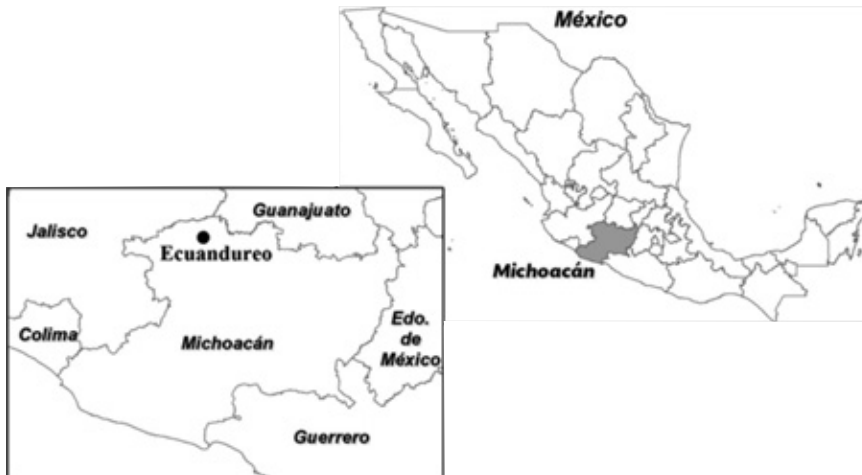 México
Michoacán
Guanajuato
Jalisco
Ecuandureo
Colima
Michoacán
Edo.
de
México
Guerrero